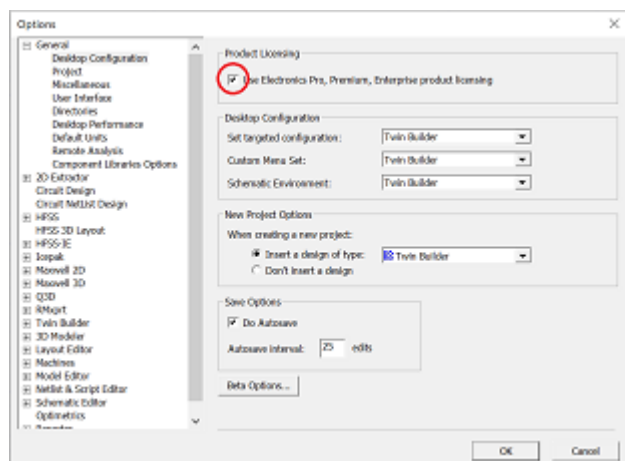 Options
General
Desktop Configuration
Project
Miscellaneous
User Interface
Directories
Desktop Performance
Default Units
Remote Analysis
Component Libraries Options
2D Extractor
Circuit Design
Circuit NetList Design
HFSS
HFSS 3D Layout
HFSS-IE
Icepak
Maxwell 2D
Maxwell 3D
Q3D
RMxprt
Twin Builder
3D Modeler
Layout Editor
Machines
Model Editor
Netlist & Script Editor
Schematic Editor
Optimetrics
Product Licensing
Use Electronics Pro, Premium, Enterprise product licensing
Desktop Configuration
Set targeted configuration: Twin Builder
Custom Menu Set: Twin Builder
Schematic Environment: Twin Builder
New Project Options
When creating a new project:
Insert a design of type: Twin Builder
Don't insert a design
Save Options
Do Autosave
Autosave interval: 25 edits
Beta Options...
OK Cancel